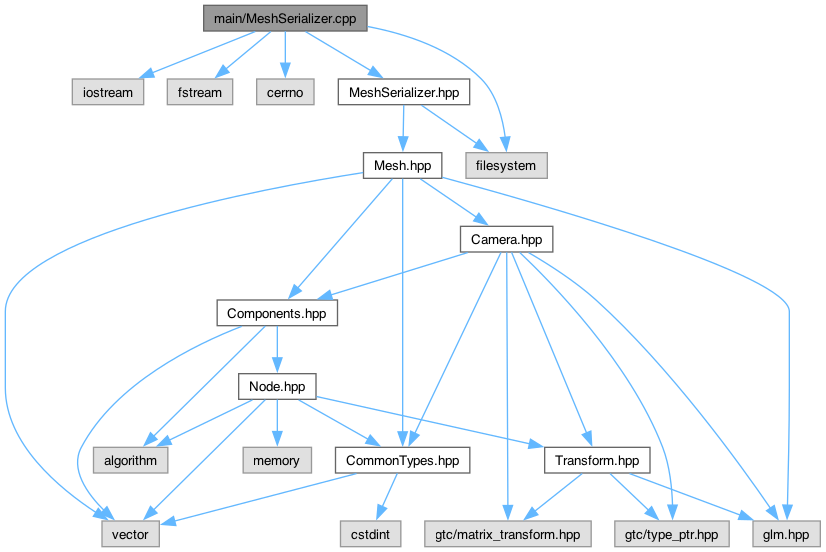 main/MeshSerializer.cpp
iostream
fstream
cerrno
MeshSerializer.hpp
filesystem
Mesh.hpp
Camera.hpp
Components.hpp
Node.hpp
algorithm
memory
CommonTypes.hpp
Transform.hpp
vector
cstdint
gtc/matrix_transform.hpp
gtc/type_ptr.hpp
glm.hpp